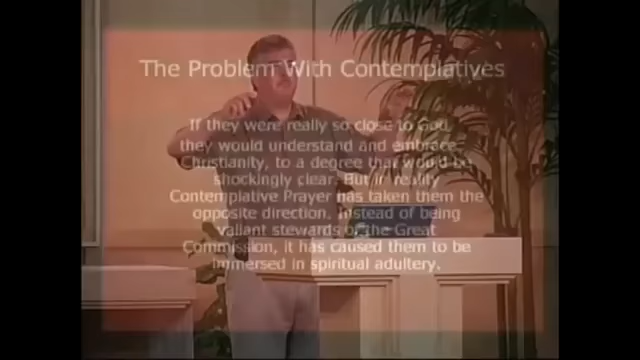 The Problem With Contemplatives
If they were really so close to God,
they would understand and embrace,
Christianity, to a degree that would be
shockingly clear. But in reality
Contemplative Prayer has taken them the
opposite direction. Instead of being
valiant stewards of the Great
Commission, it has caused them to be
immersed in spiritual adultery.